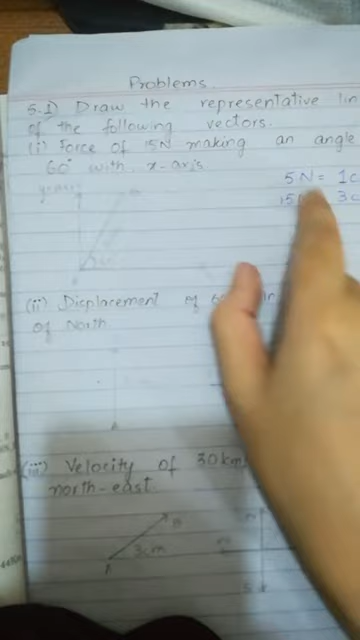 Problems.
5.1) Draw the representative lin
of the following vectors.
(i) Force of 15N making an angle
60° with x-axis
5N = 1c
3c
(ii) Displacement of
of North
(iii) Velocity of 30km
north-east.
B
3cm
A
S